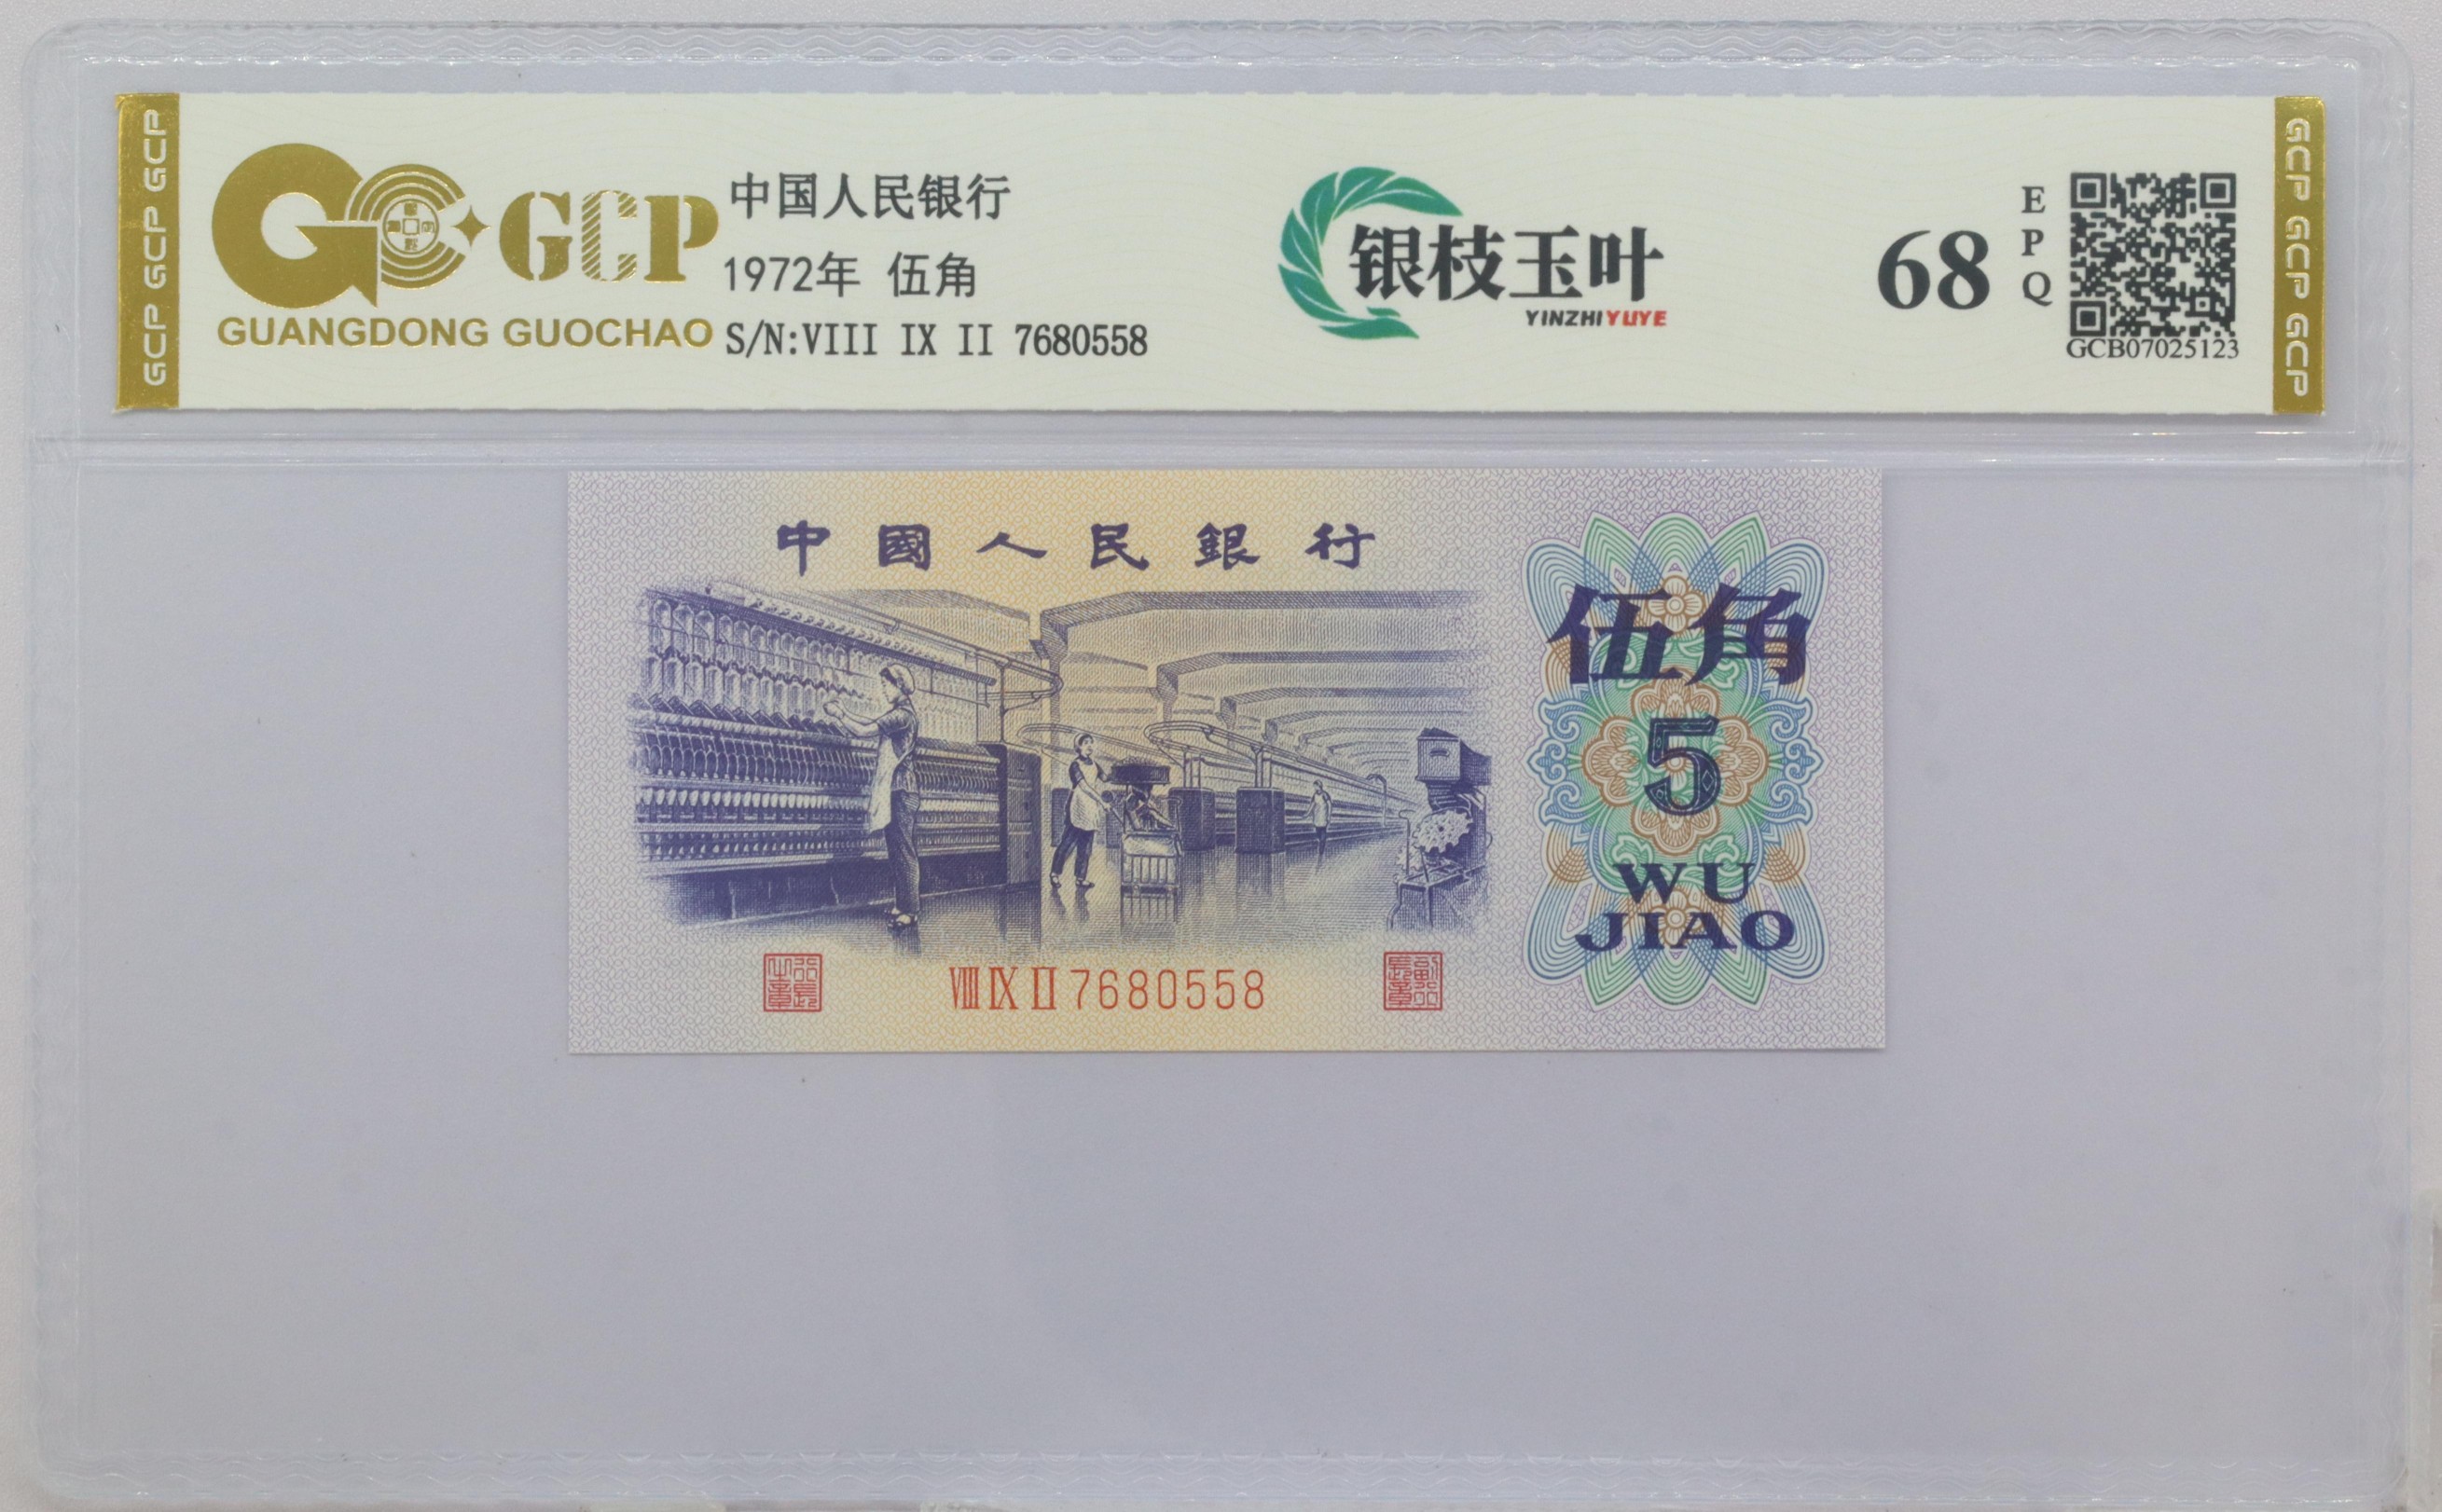 GCP GCP GCP
GCP
GUANGDONG GUOCHAO
中国人民银行
1972年 伍角
S/N:VIII IX II 7680558
银枝玉叶
YINZHIYUYE
68
EPQ
GCB07025123
GCP GCP GCP
中國人民銀行
伍角
5
WU
JIAO
VIII IX II 7680558